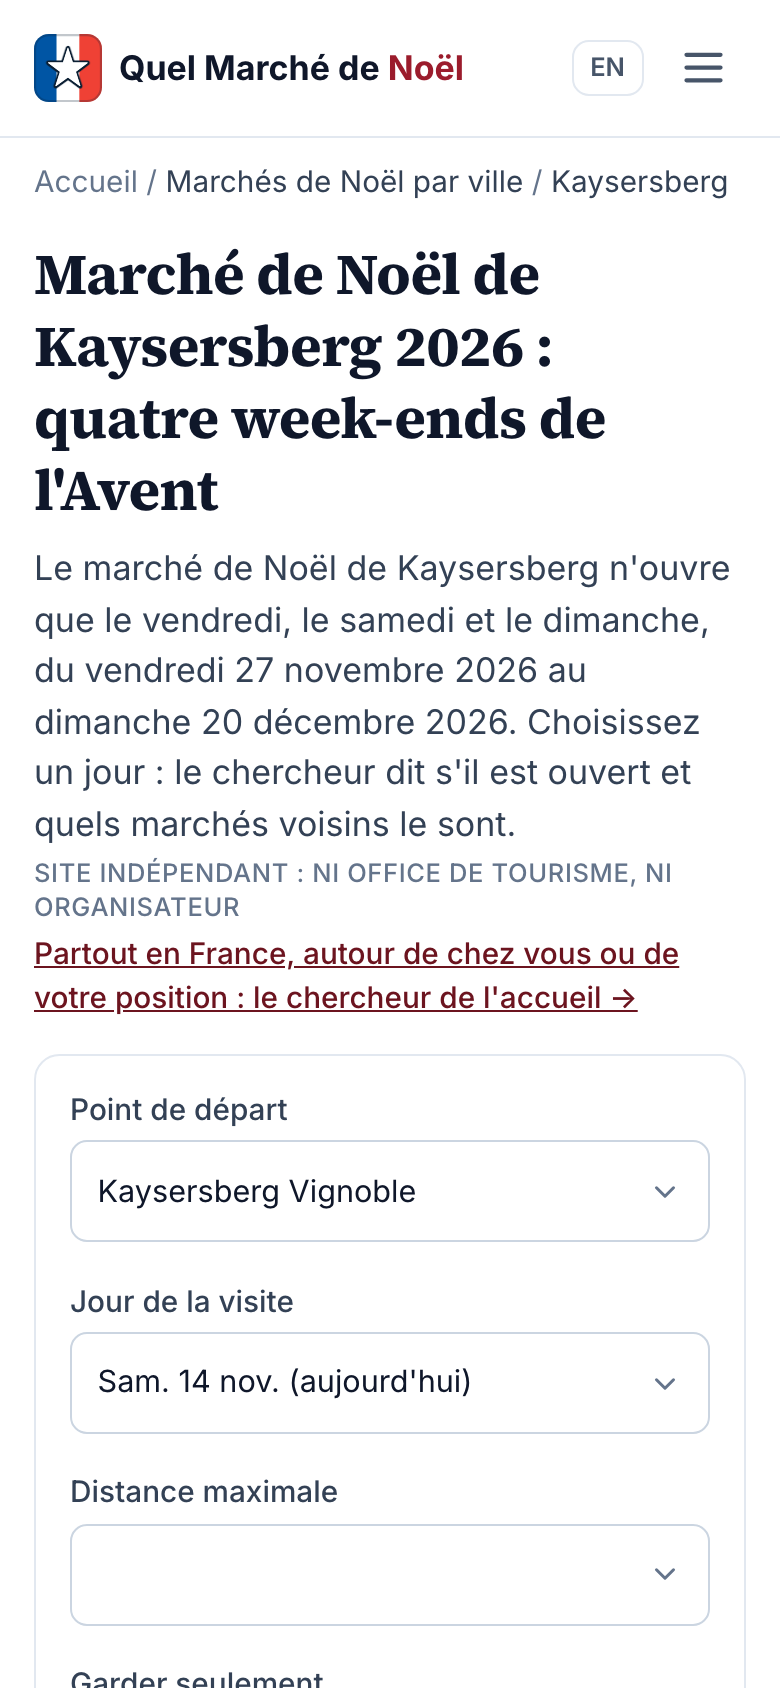 Quel Marché de Noël
EN
Accueil / Marchés de Noël par ville / Kaysersberg
Marché de Noël de
Kaysersberg 2026 :
quatre week-ends de
l'Avent
Le marché de Noël de Kaysersberg n'ouvre
que le vendredi, le samedi et le dimanche,
du vendredi 27 novembre 2026 au
dimanche 20 décembre 2026. Choisissez
un jour : le chercheur dit s'il est ouvert et
quels marchés voisins le sont.
SITE INDÉPENDANT : NI OFFICE DE TOURISME, NI
ORGANISATEUR
Partout en France, autour de chez vous ou de
votre position : le chercheur de l'accueil →
Point de départ
Kaysersberg Vignoble
Jour de la visite
Sam. 14 nov. (aujourd'hui)
Distance maximale
Garder seulement